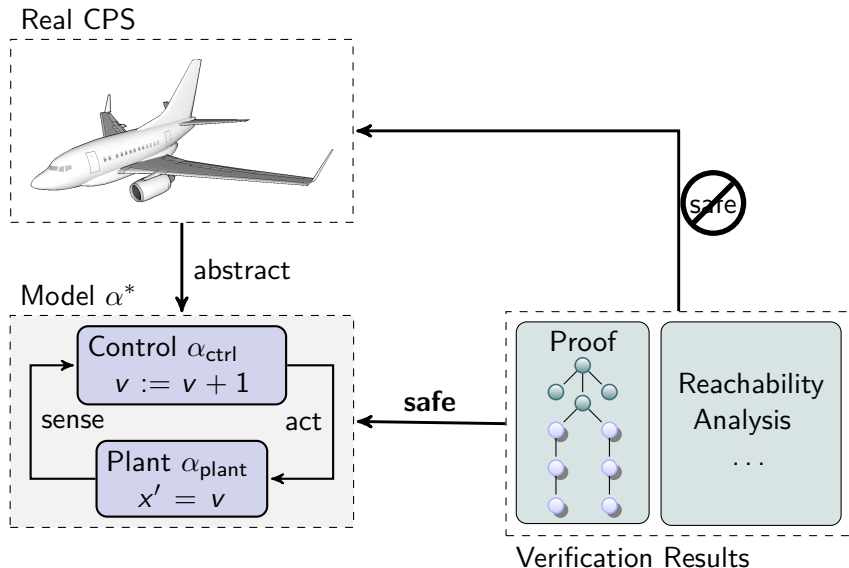 Real CPS
abstract
safe
Model α*
Control α_ctrl
v := v + 1
sense
act
Plant α_plant
x′ = v
safe
Proof
Reachability
Analysis
...
Verification Results